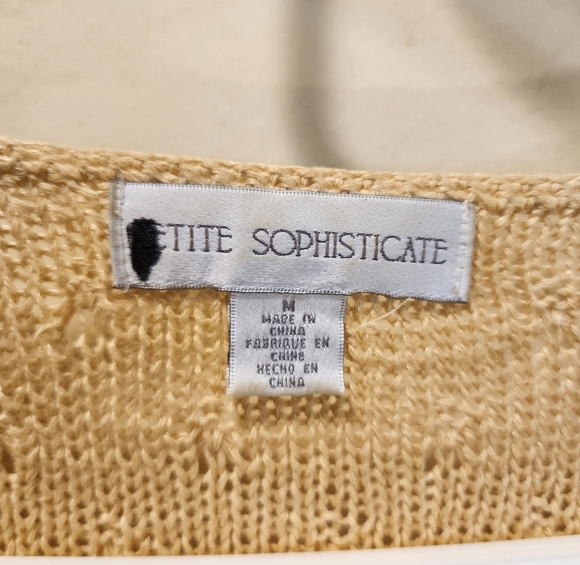 ETITE SOPHISTICATE
M
MADE IN
CHINA
FABRIQUE EN
CHINE
HECHO EN
CHINA